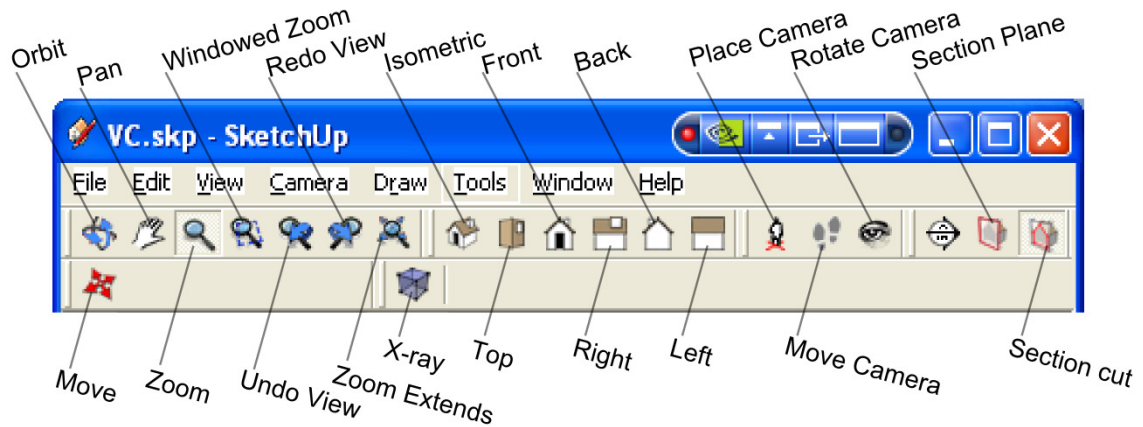 Orbit
Pan
Windowed Zoom
Redo View
Isometric
Front
Back
Place Camera
Rotate Camera
Section Plane
VC.skp - SketchUp
File Edit View Camera Draw Tools Window Help
Move
Zoom
Undo View
Zoom Extends
X-ray
Top
Right
Left
Move Camera
Section cut